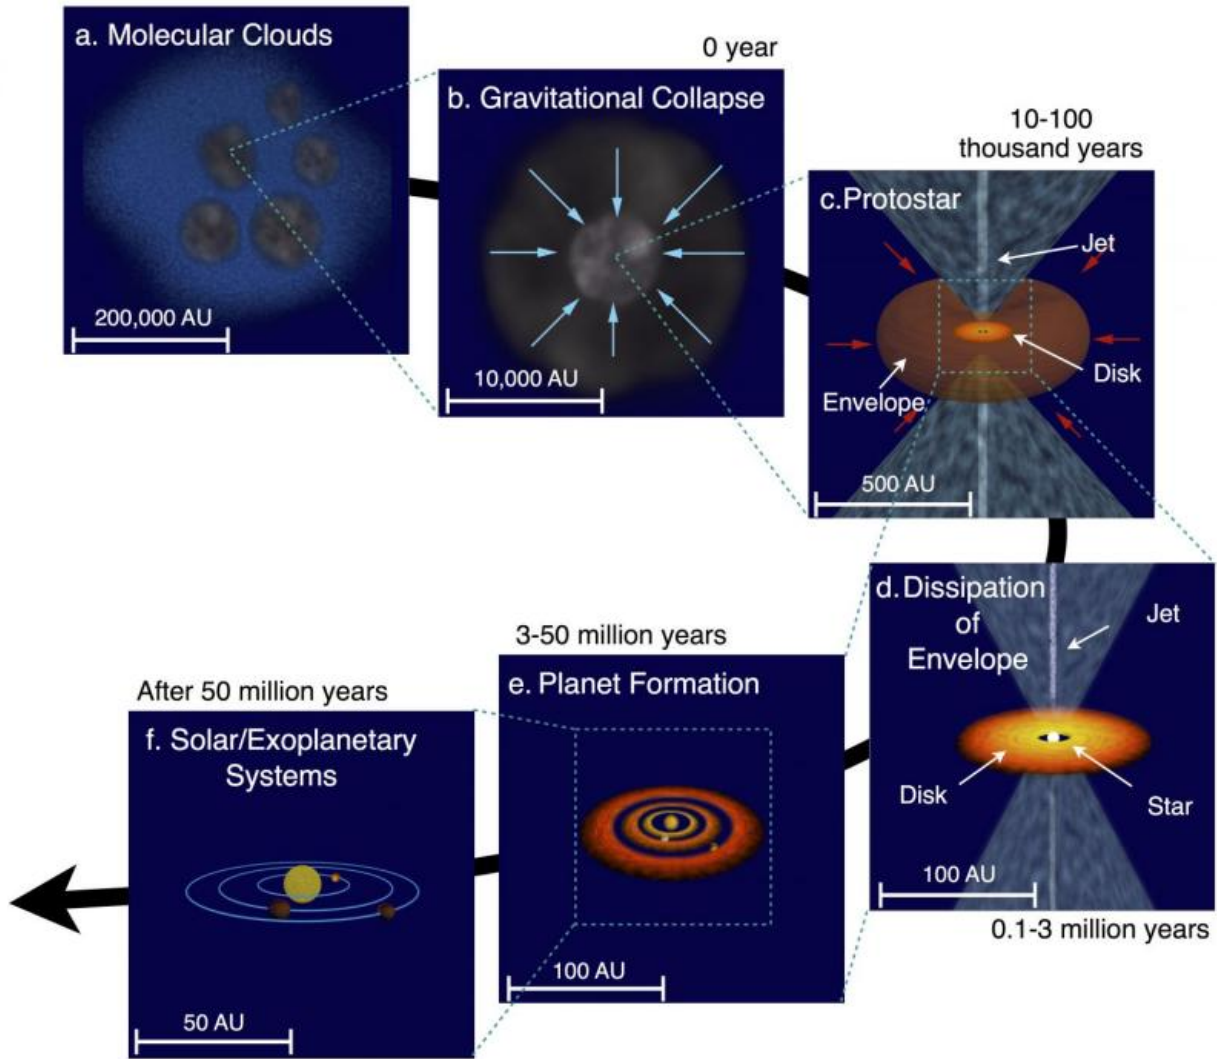 a. Molecular Clouds
200,000 AU
0 year
b. Gravitational Collapse
10,000 AU
10-100
thousand years
c.Protostar
Jet
Disk
Envelope
500 AU
d. Dissipation
of
Envelope
Jet
Disk
Star
100 AU
0.1-3 million years
3-50 million years
e. Planet Formation
100 AU
After 50 million years
f. Solar/Exoplanetary
Systems
50 AU